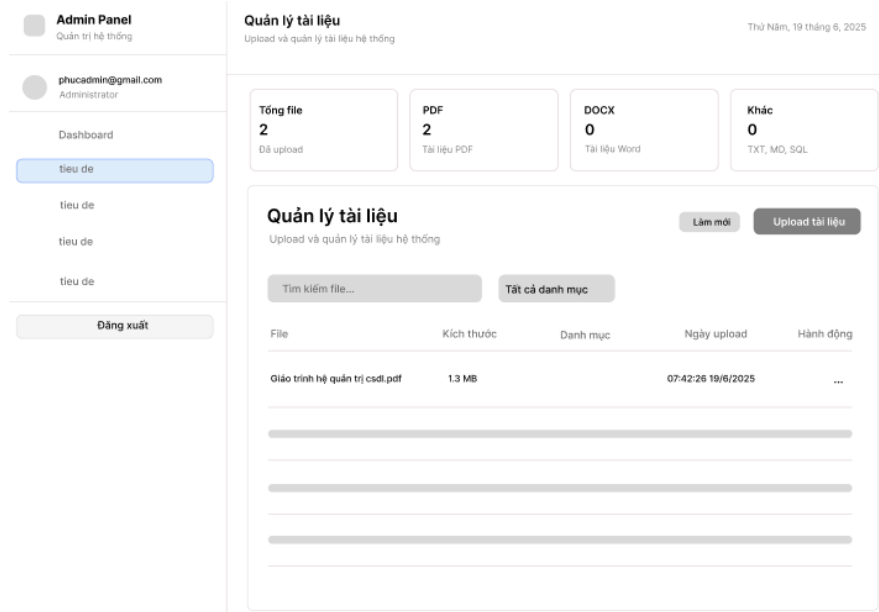 Admin Panel
Quản trị hệ thống
phucadmin@gmail.com
Administrator
Dashboard
tieu de
tieu de
tieu de
tieu de
Đăng xuất
Quản lý tài liệu
Upload và quản lý tài liệu hệ thống
Thứ Năm, 19 tháng 6, 2025
Tổng file
2
Đã upload
PDF
2
Tài liệu PDF
DOCX
0
Tài liệu Word
Khác
0
TXT, MD, SQL
Quản lý tài liệu
Upload và quản lý tài liệu hệ thống
Làm mới
Upload tài liệu
Tìm kiếm file...
Tất cả danh mục
File Kích thước Danh mục Ngày upload Hành động
Giáo trình hệ quản trị csdl.pdf 1.3 MB 07:42:26 19/6/2025 ...